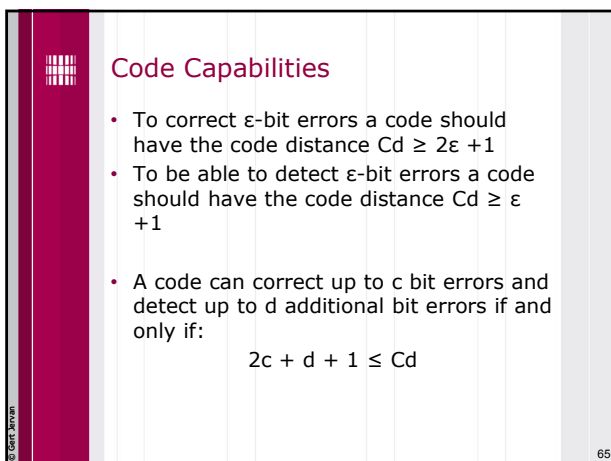 Code Capabilities
• To correct ε-bit errors a code should
have the code distance Cd ≥ 2ε +1
• To be able to detect ε-bit errors a code
should have the code distance Cd ≥ ε
+1
• A code can correct up to c bit errors and
detect up to d additional bit errors if and
only if:
2c + d + 1 ≤ Cd
© Gert Jervan
65